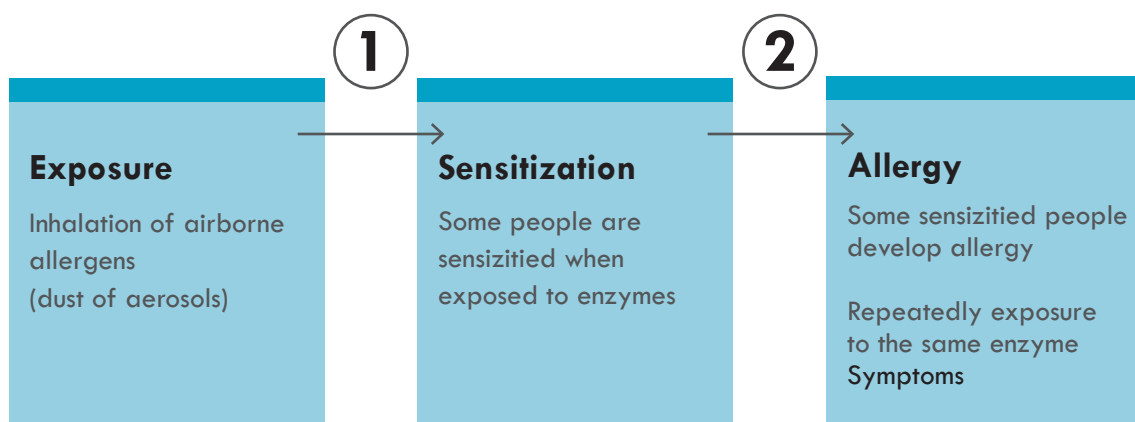 1
2
Exposure
Inhalation of airborne
allergens
(dust of aerosols)
Sensitization
Some people are
sensizitied when
exposed to enzymes
Allergy
Some sensizitied people
develop allergy
Repeatedly exposure
to the same enzyme
Symptoms